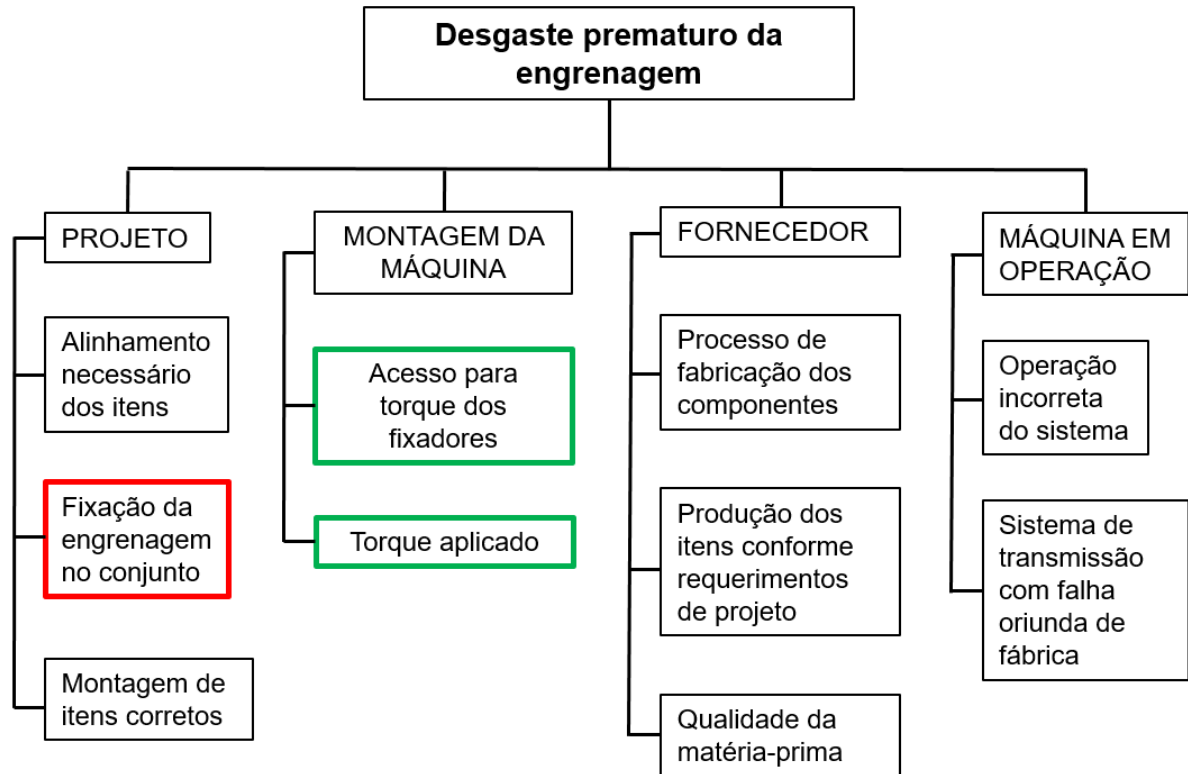 Desgaste prematuro da
engrenagem
PROJETO
Alinhamento
necessário
dos itens
Fixação da
engrenagem
no conjunto
Montagem de
itens corretos
MONTAGEM DA
MÁQUINA
Acesso para
torque dos
fixadores
Torque aplicado
FORNECEDOR
Processo de
fabricação dos
componentes
Produção dos
itens conforme
requerimentos
de projeto
Qualidade da
matéria-prima
MÁQUINA EM
OPERAÇÃO
Operação
incorreta
do sistema
Sistema de
transmissão
com falha
oriunda de
fábrica